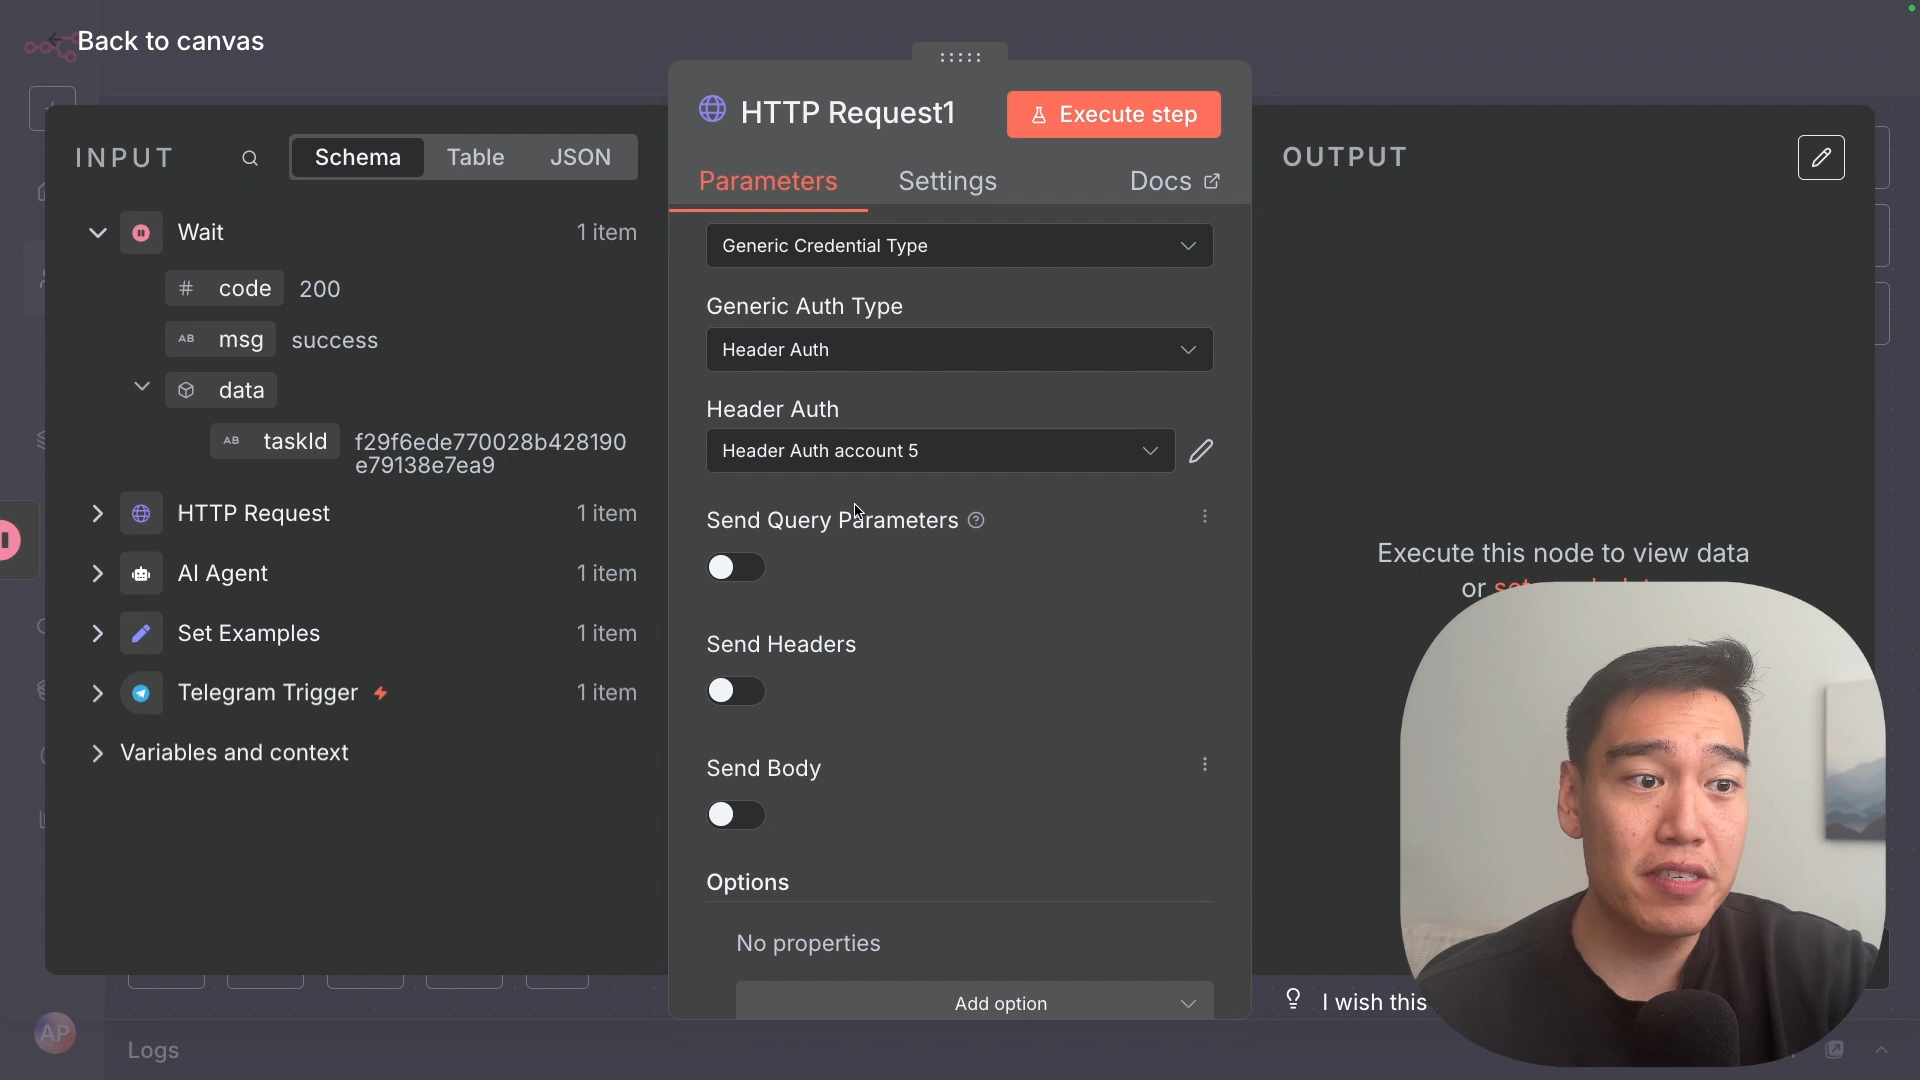 Back to canvas
INPUT
Schema
Table
JSON
Wait
1 item
# code
200
AB msg
success
data
AB taskId
f29f6ede770028b428190
e79138e7ea9
HTTP Request
1 item
AI Agent
1 item
Set Examples
1 item
Telegram Trigger
1 item
Variables and context
HTTP Request1
Execute step
Parameters
Settings
Docs
Generic Credential Type
Generic Auth Type
Header Auth
Header Auth
Header Auth account 5
Send Query Parameters
Send Headers
Send Body
Options
No properties
Add option
OUTPUT
Execute this node to view data
or
I wish this
AP
Logs